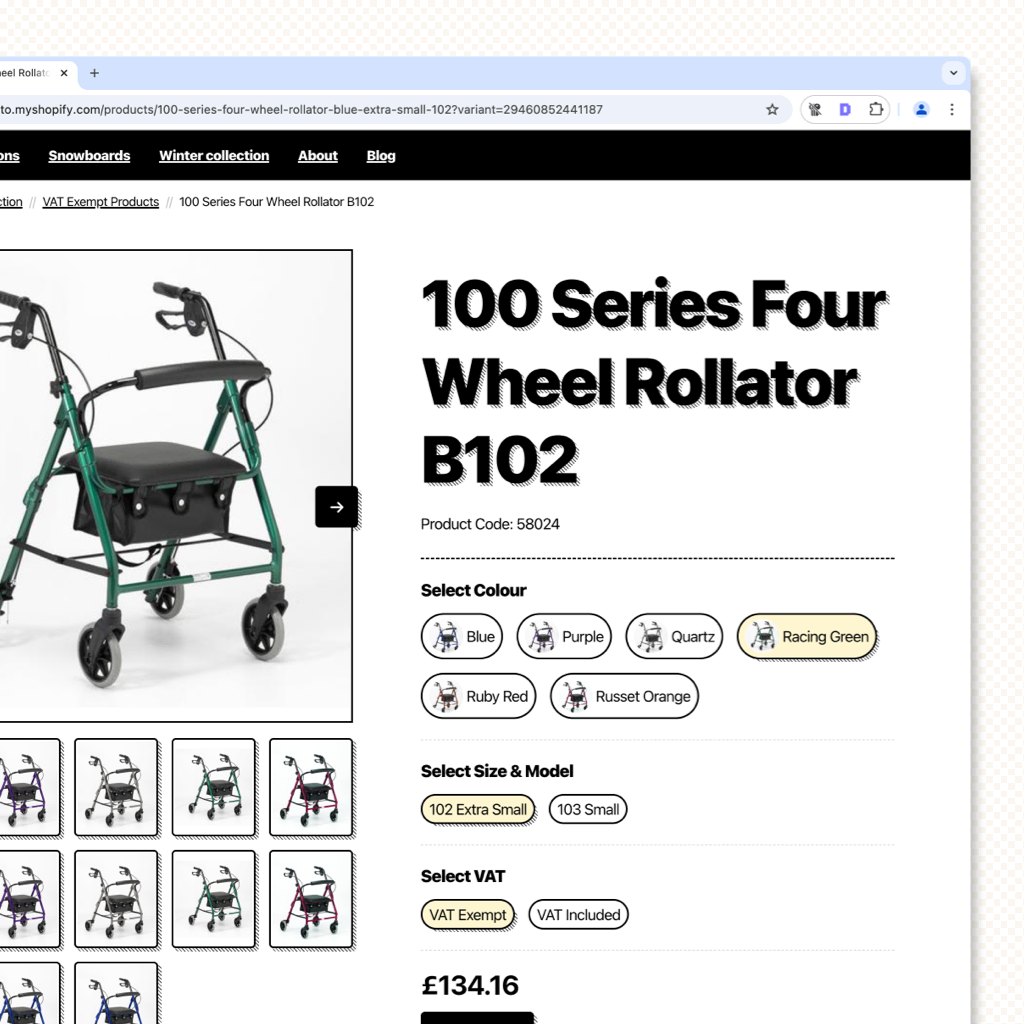 heel Rollato
to.myshopify.com/products/100-series-four-wheel-rollator-blue-extra-small-102?variant=29460852441187
D
ons Snowboards Winter collection About Blog
ction // VAT Exempt Products // 100 Series Four Wheel Rollator B102
100 Series Four
Wheel Rollator
B102
Product Code: 58024
Select Colour
Blue Purple Quartz Racing Green
Ruby Red Russet Orange
Select Size & Model
102 Extra Small 103 Small
Select VAT
VAT Exempt VAT Included
£134.16